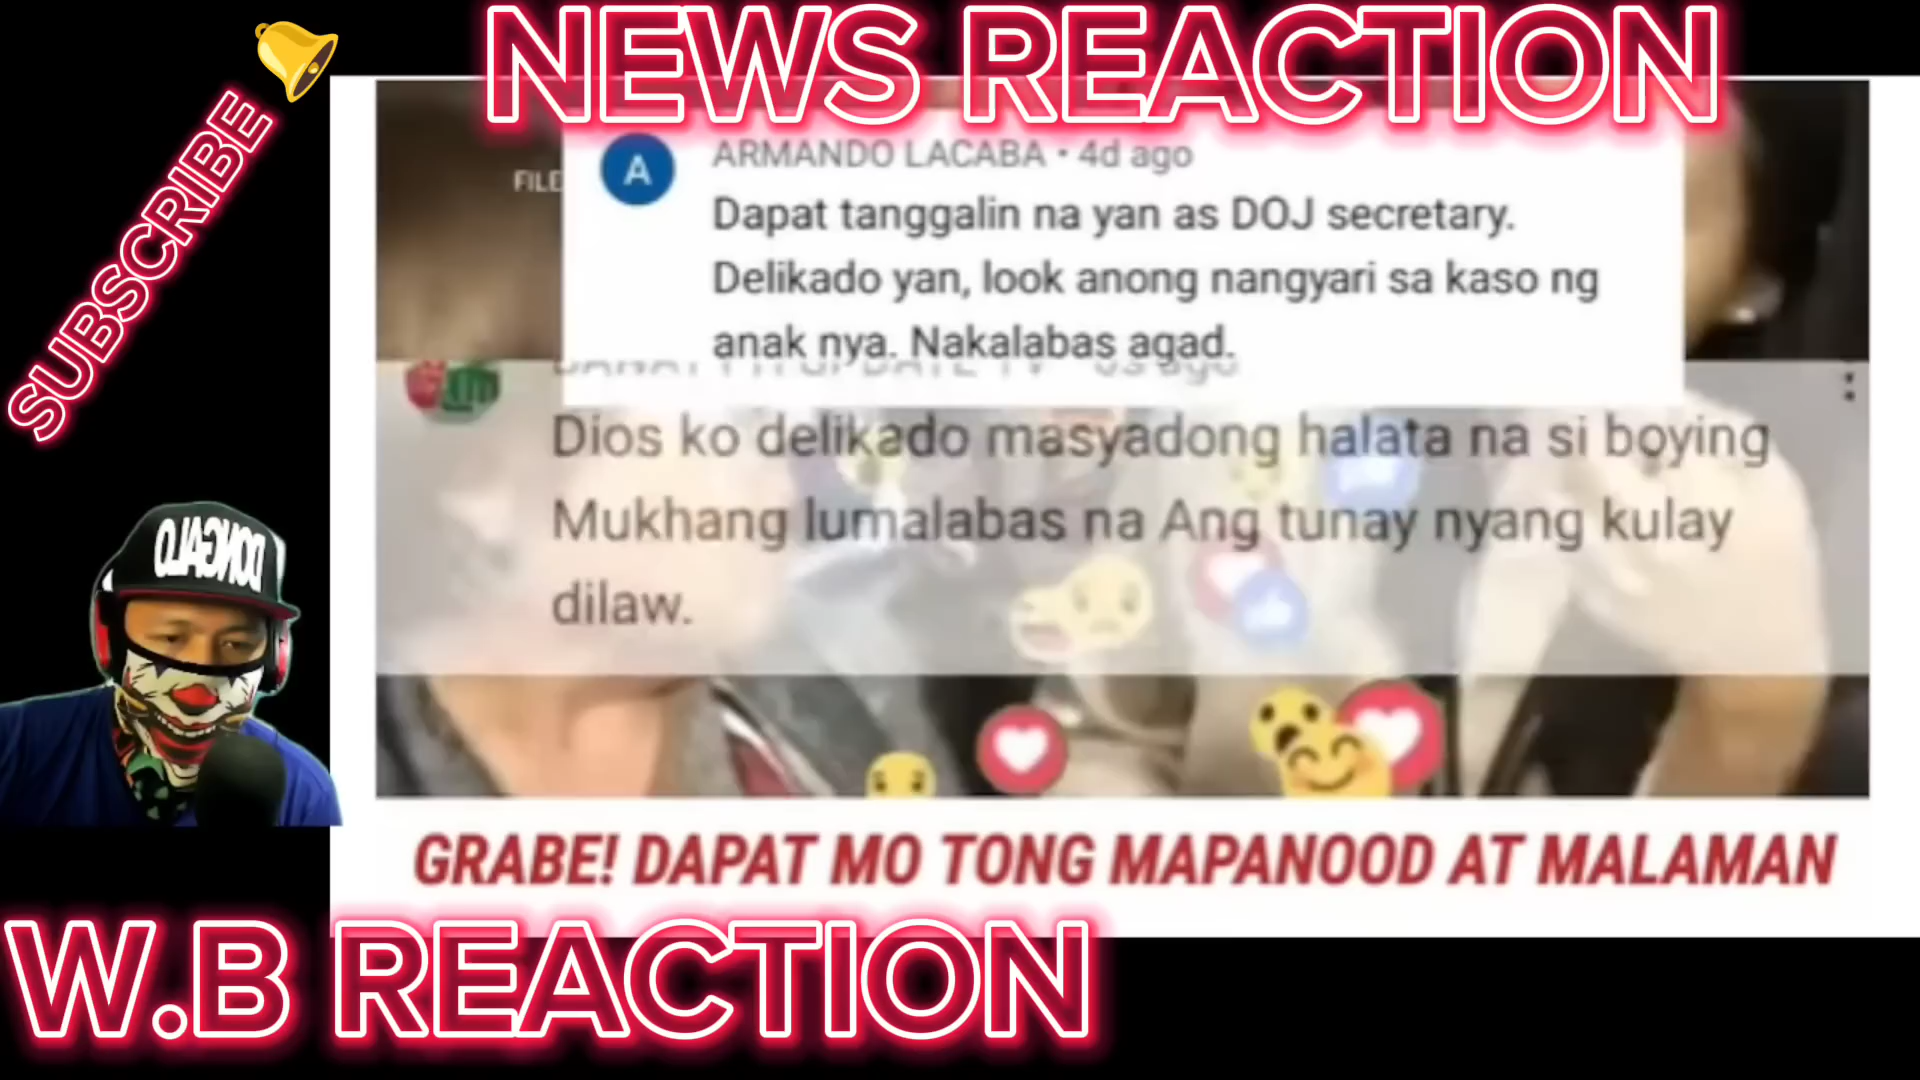 NEWS REACTION
SUBSCRIBE
FILE
A
ARMANDO LACABA • 4d ago
Dapat tanggalin na yan as DOJ secretary.
Delikado yan, look anong nangyari sa kaso ng
anak nya. Nakalabas agad.
Dios ko delikado masyadong halata na si boying
Mukhang lumalabas na Ang tunay nyang kulay
dilaw.
DONGALO
GRABE! DAPAT MO TONG MAPANOOD AT MALAMAN
W.B REACTION